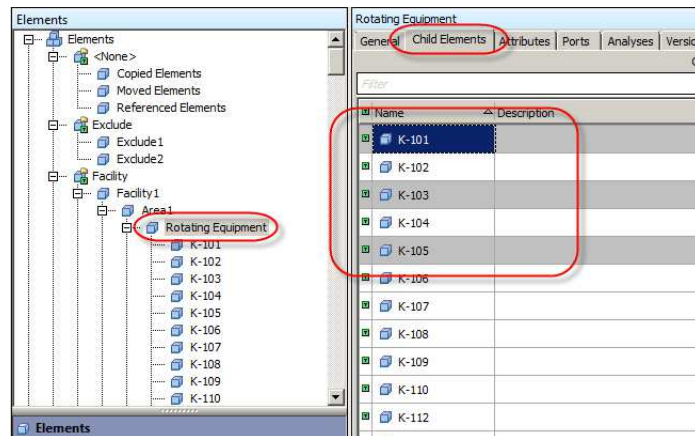 Elements
Elements
<None>
Copied Elements
Moved Elements
Referenced Elements
Exclude
Exclude1
Exclude2
Facility
Facility1
Area1
Rotating Equipment
K-101
K-102
K-103
K-104
K-105
K-106
K-107
K-108
K-109
K-110
Elements
Rotating Equipment
General Child Elements Attributes Ports Analyses Versio
Filter
Name Description
K-101
K-102
K-103
K-104
K-105
K-106
K-107
K-108
K-109
K-110
K-112